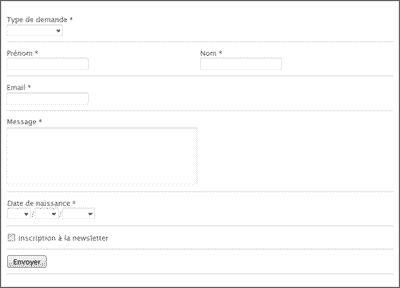 Type de demande *
Prénom * Nom *
Email *
Message *
Date de naissance *
/ /
Inscription à la newsletter
Envoyer